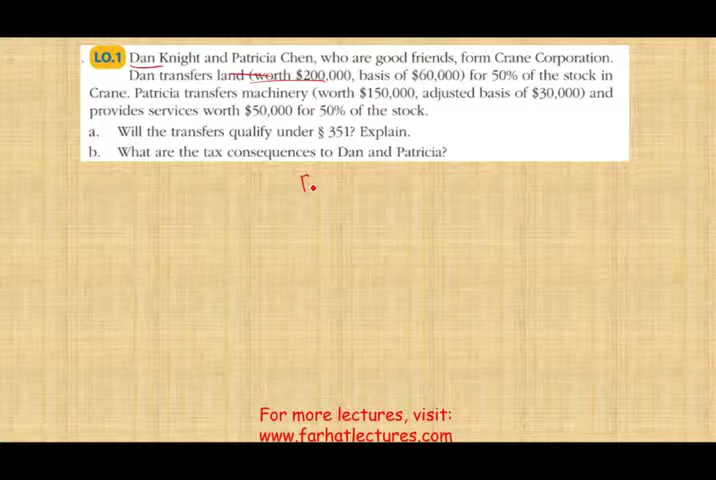 LO.1 Dan Knight and Patricia Chen, who are good friends, form Crane Corporation.
Dan transfers land (worth $200,000, basis of $60,000) for 50% of the stock in
Crane. Patricia transfers machinery (worth $150,000, adjusted basis of $30,000) and
provides services worth $50,000 for 50% of the stock.
a. Will the transfers qualify under § 351? Explain.
b. What are the tax consequences to Dan and Patricia?
For more lectures, visit:
www.farhatlectures.com